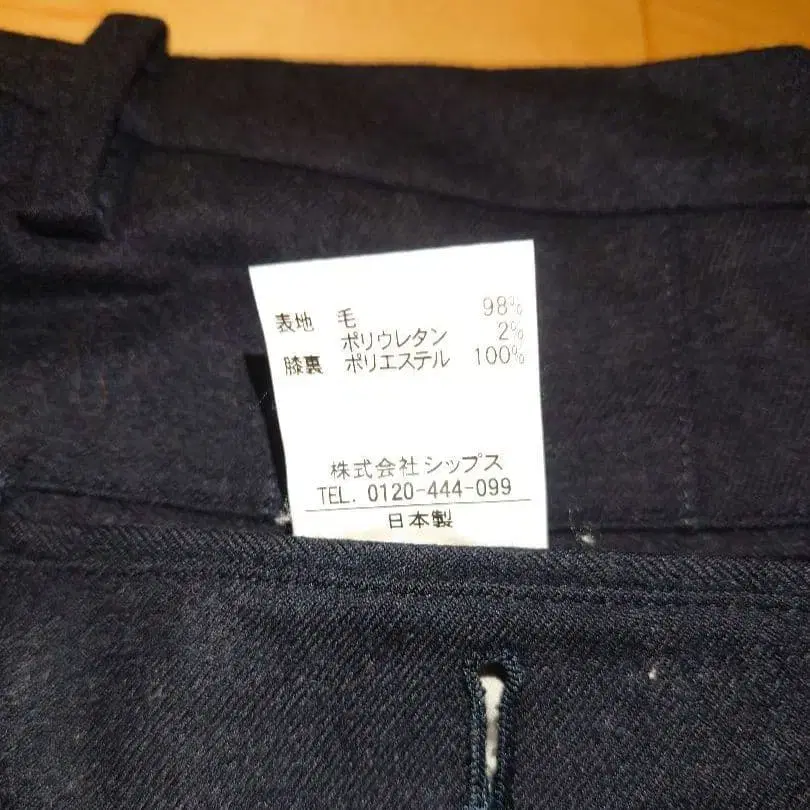 表地 毛 98%
ポリウレタン 2%
膝裏 ポリエステル 100%
株式会社シップス
TEL. 0120-444-099
日本製